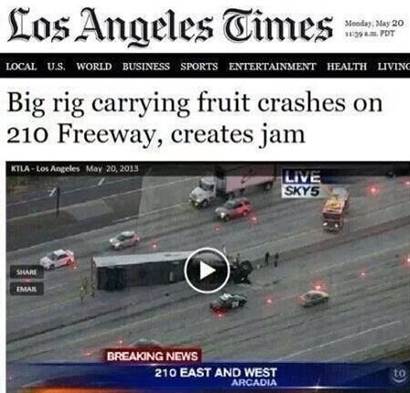 Los Angeles Times
Monday, May 20
11:39 a.m. PDT
LOCAL U.S. WORLD BUSINESS SPORTS ENTERTAINMENT HEALTH LIVING
Big rig carrying fruit crashes on
210 Freeway, creates jam
KTLA - Los Angeles May 20, 2013
LIVE
SKY5
SHARE
EMAIL
BREAKING NEWS
210 EAST AND WEST
ARCADIA
to